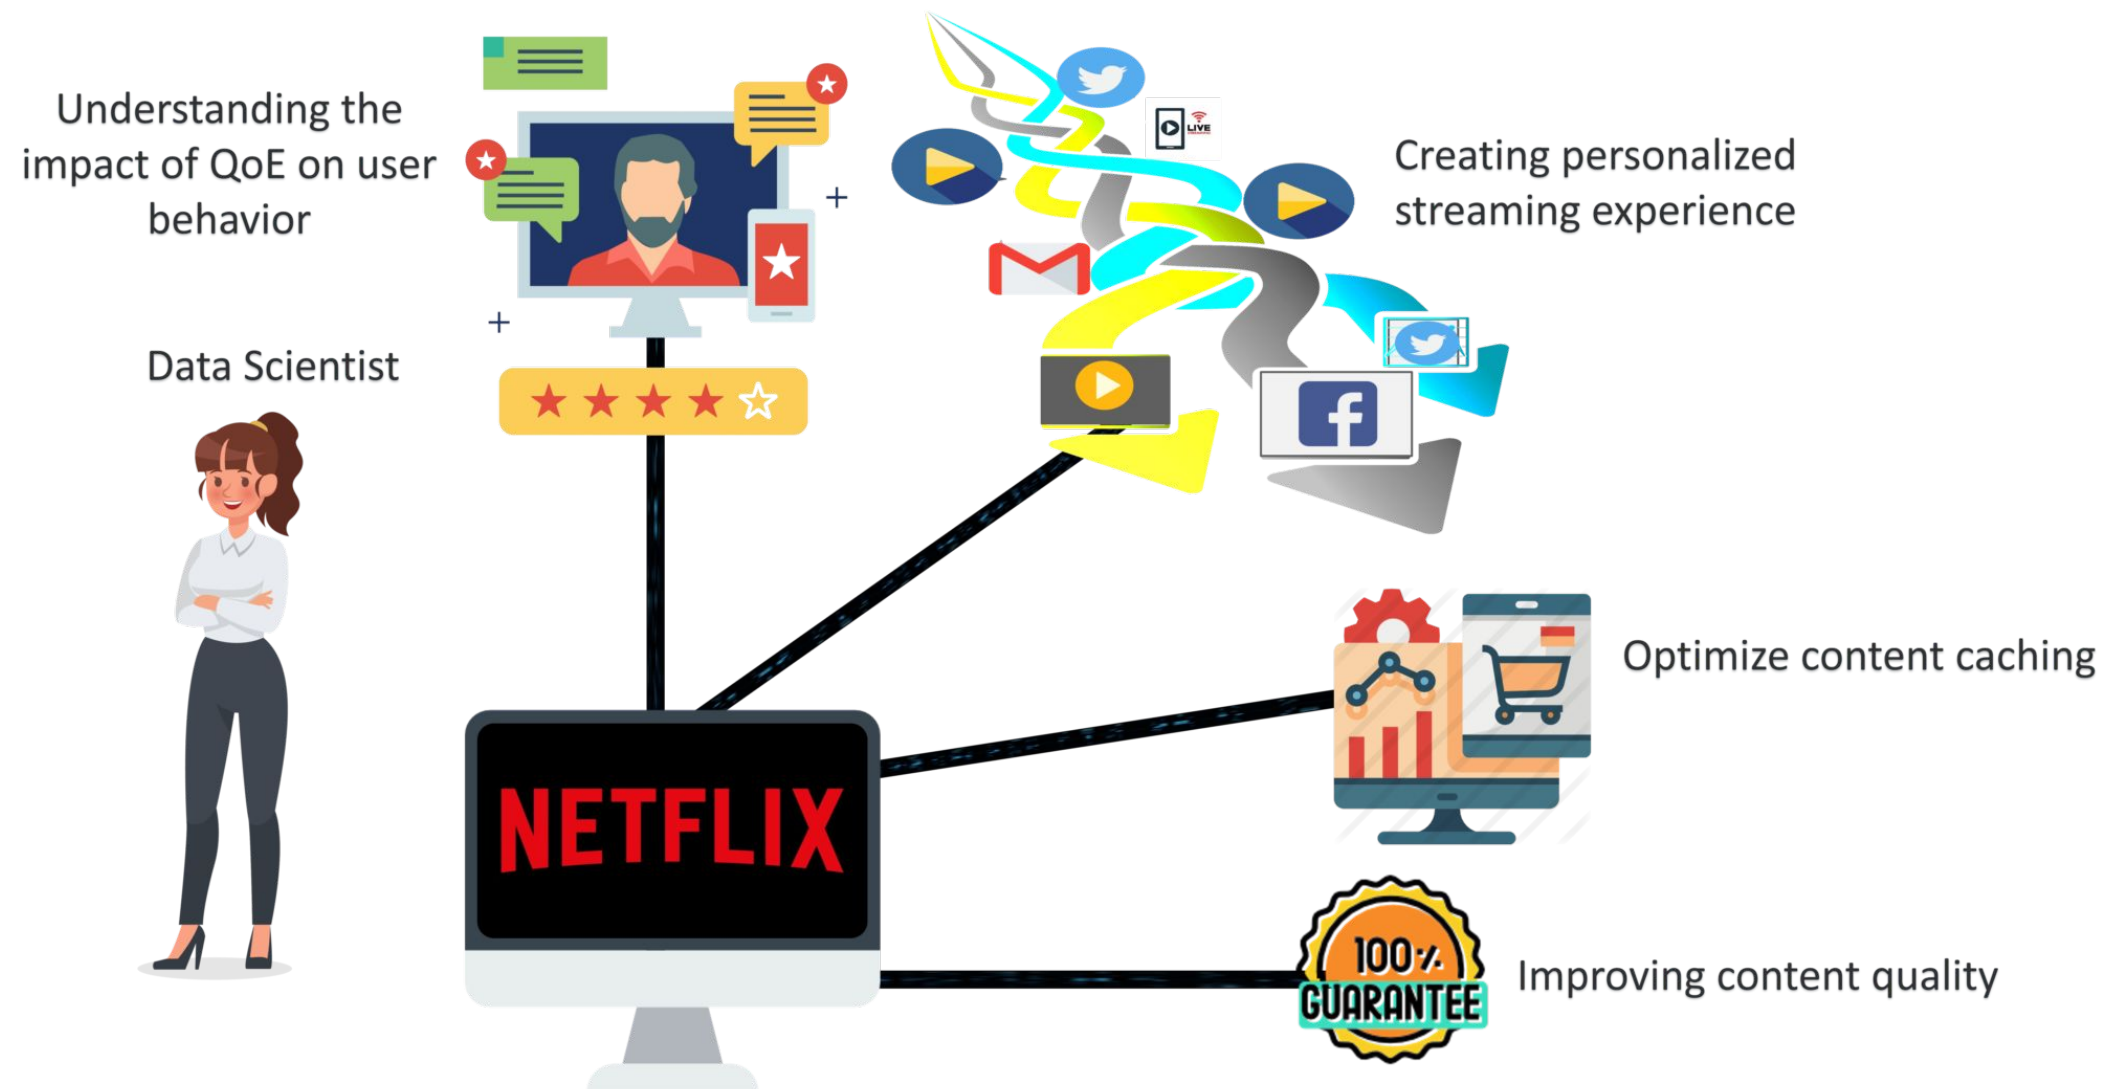 Understanding the
impact of QoE on user
behavior
LIVE
Creating personalized
streaming experience
Data Scientist
Optimize content caching
NETFLIX
100%
GUARANTEE
Improving content quality